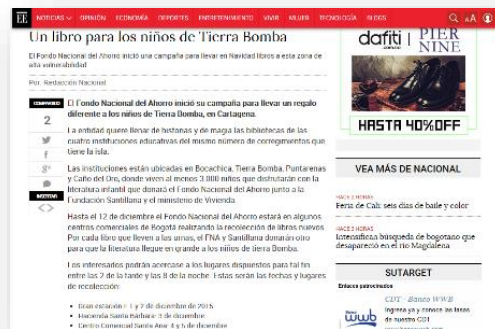 EE NOTICIAS OPINIÓN ECONOMÍA DEPORTES ENTRETENIMIENTO VIVIR MUJER TECNOLOGÍA BLOGS
Un libro para los niños de Tierra Bomba
El Fondo Nacional del Ahorro inició una campaña para llevar en Navidad libros a esta zona de
alta vulnerabilidad
Por: Redacción Nacional
2
El Fondo Nacional del Ahorro inició su campaña para llevar un regalo
diferente a los niños de Tierra Bomba, en Cartagena.
La entidad quiere llenar de historias y de magia las bibliotecas de las
cuatro instituciones educativas del mismo número de corregimientos que
tiene la isla.
Las instituciones están ubicadas en Bocachica, Tierra Bomba, Puntarenas
y Caño del Oro, donde viven al menos 3.000 niños que disfrutarán con la
literatura infantil que donará el Fondo Nacional del Ahorro junto a la
Fundación Santillana y el ministerio de Vivienda.
Hasta el 12 de diciembre el Fondo Nacional del Ahorro estará en algunos
centros comerciales de Bogotá realizando la recolección de libros nuevos
Por cada libro que lleven a las urnas, el FNA y Santillana donarán otro
para que la literatura llegue en grande a los niños de tierra Bomba.
Los interesados podrán acercase a los lugares dispuestos para tal fin
entre las 2 de la tarde y las 8 de la noche. Estas serán las fechas y lugares
de recolección:
Gran estación: 1 y 2 de diciembre de 2015
Hacienda Santa Bárbara: 3 de diciembre
Centro Comercial Santa Ana: 4 y 5 de diciembre
dafiti PIER
NINE
HASTA 40%OFF
VEA MÁS DE NACIONAL
HACE 2 HORAS
Feria de Cali: seis días de baile y color
HACE 2 HORAS
Intensifican búsqueda de bogotano que
desapareció en el río Magdalena
SUTARGET
Enlaces patrocinados
CDT - Banco WWB
Ingresa ya y conoce las tasas
de nuestro CDT